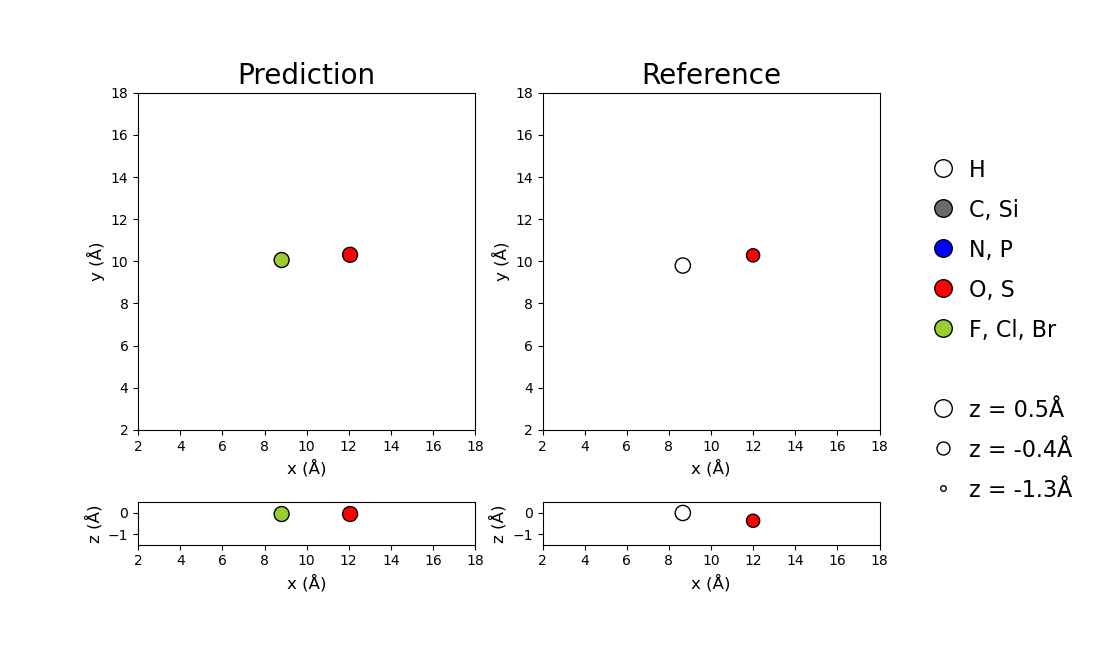 Prediction
Reference
18
16
14
12
10
8
6
4
2
y (Å)
2 4 6 8 10 12 14 16 18
x (Å)
18
16
14
12
10
8
6
4
2
y (Å)
2 4 6 8 10 12 14 16 18
x (Å)
0
−1
z (Å)
2 4 6 8 10 12 14 16 18
x (Å)
0
−1
z (Å)
2 4 6 8 10 12 14 16 18
x (Å)
H
C, Si
N, P
O, S
F, Cl, Br
z = 0.5Å
z = -0.4Å
z = -1.3Å